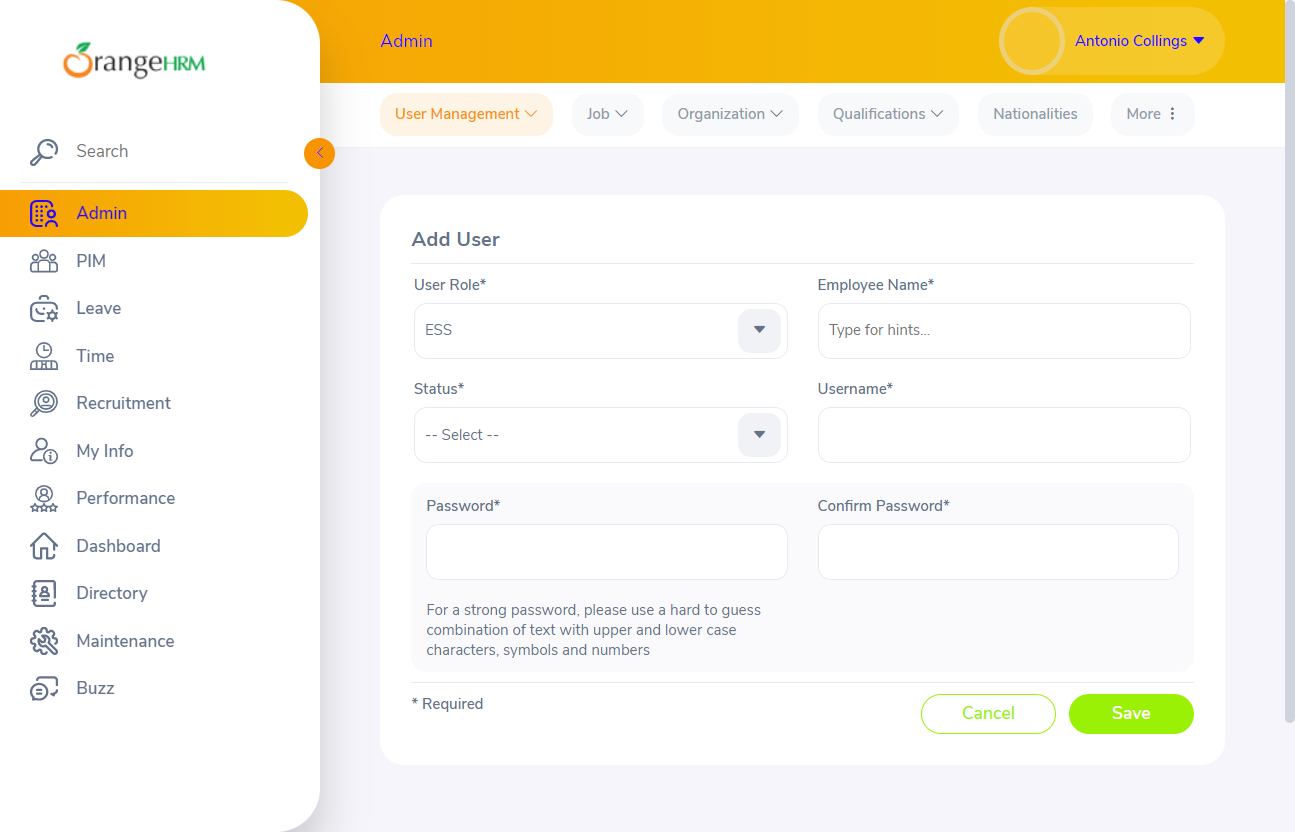 OrangeHRM
Search
Admin
PIM
Leave
Time
Recruitment
My Info
Performance
Dashboard
Directory
Maintenance
Buzz
Admin
Antonio Collings
User Management
Job
Organization
Qualifications
Nationalities
More
Add User
User Role*
Employee Name*
ESS
Type for hints...
Status*
Username*
-- Select --
Password*
Confirm Password*
For a strong password, please use a hard to guess
combination of text with upper and lower case
characters, symbols and numbers
* Required
Cancel
Save